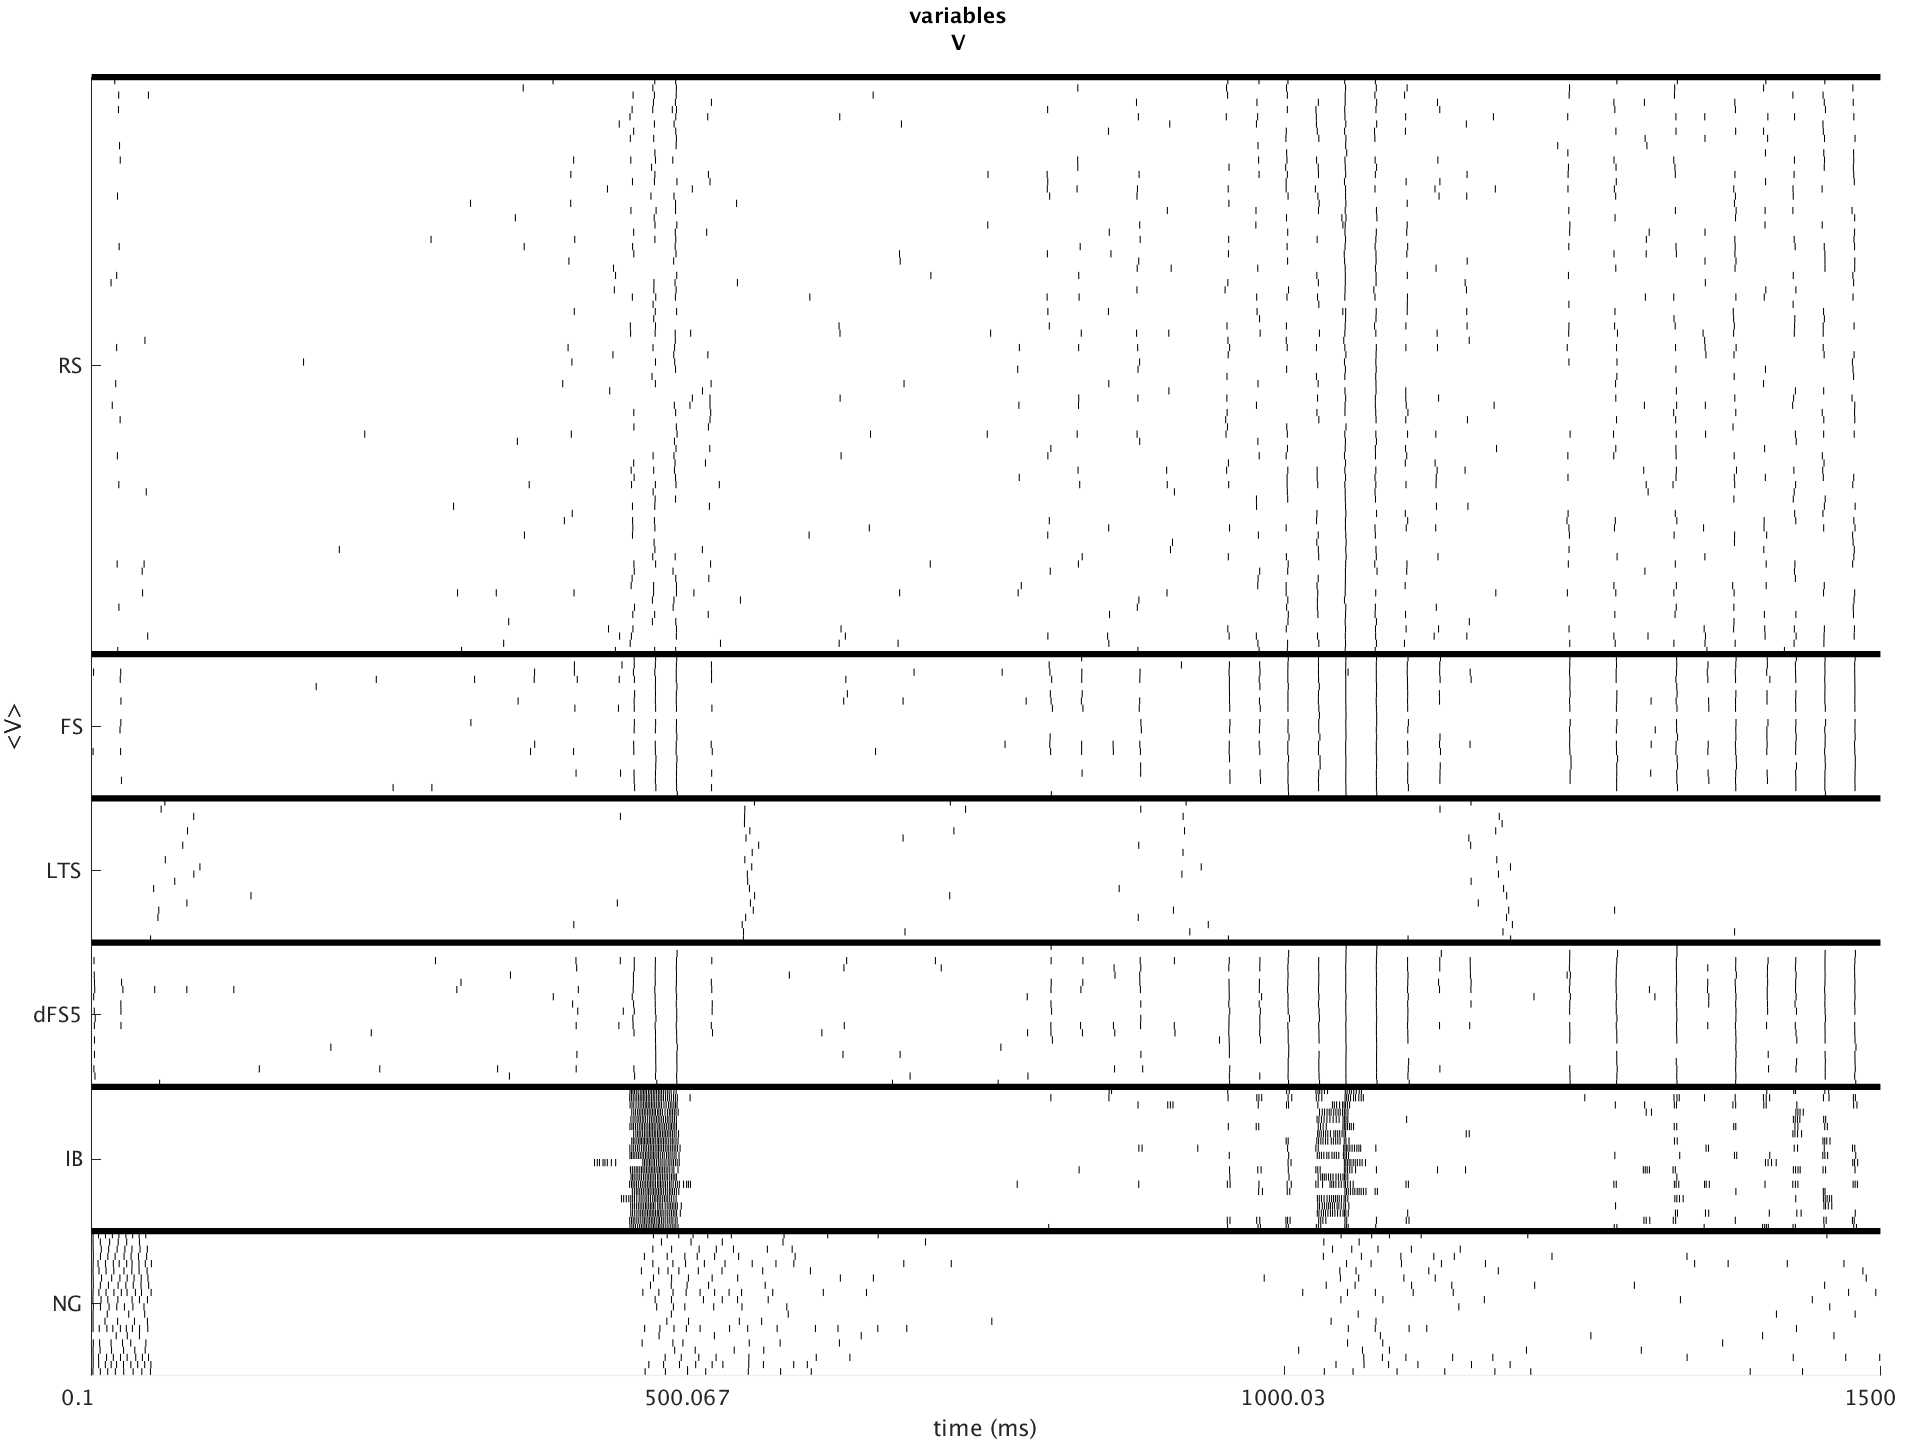 variables
V
RS
FS
<V>
LTS
dFS5
IB
NG
0.1
500.067
1000.03
1500
time (ms)